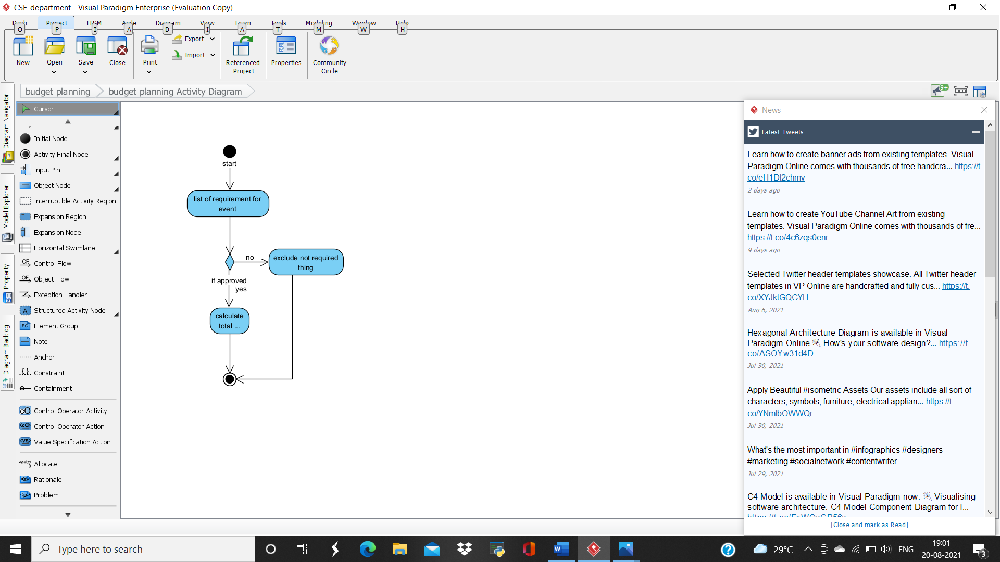 CSE_department - Visual Paradigm Enterprise (Evaluation Copy)
Dash Project ITSM Agile Diagram View Team Tools Modeling Window Help
O P I A D I A T M W H
New
Open
Save
Close
Print
Export
Import
Referenced
Project
Properties
Community
Circle
budget planning
budget planning Activity Diagram
9+
Diagram Navigator
Model Explorer
Property
Diagram Backlog
Cursor
Initial Node
Activity Final Node
Input Pin
Object Node
Interruptible Activity Region
Expansion Region
Expansion Node
Horizontal Swimlane
CF Control Flow
OF Object Flow
Exception Handler
A Structured Activity Node
EG Element Group
Note
Anchor
{} Constraint
Containment
cO Control Operator Activity
«cO» Control Operator Action
«VS» Value Specification Action
Allocate
Rationale
Problem
start
list of requirement for
event
no
exclude not required
thing
if approved
yes
calculate
total ...
News
Latest Tweets
Learn how to create banner ads from existing templates. Visual
Paradigm Online comes with thousands of free handcra... https://t.
co/eH1Dl2chmv
2 days ago
Learn how to create YouTube Channel Art from existing
templates. Visual Paradigm Online comes with thousands of fre...
https://t.co/4c6zqs0enr
9 days ago
Selected Twitter header templates showcase. All Twitter header
templates in VP Online are handcrafted and fully cus... https://t.
co/XYJktGQCYH
Aug 6, 2021
Hexagonal Architecture Diagram is available in Visual
Paradigm Online How's your software design?... https://t.
co/ASOYw31d4D
Jul 30, 2021
Apply Beautiful #isometric Assets Our assets include all sort of
characters, symbols, furniture, electrical applian... https://t.
co/YNmlbOWWQr
Jul 30, 2021
What's the most important in #infographics #designers
#marketing #socialnetwork #contentwriter
Jul 29, 2021
C4 Model is available in Visual Paradigm now. Visualising
software architecture. C4 Model Component Diagram for I...
[Close and mark as Read]
Type here to search
29°C
ENG
19:01
20-08-2021
3